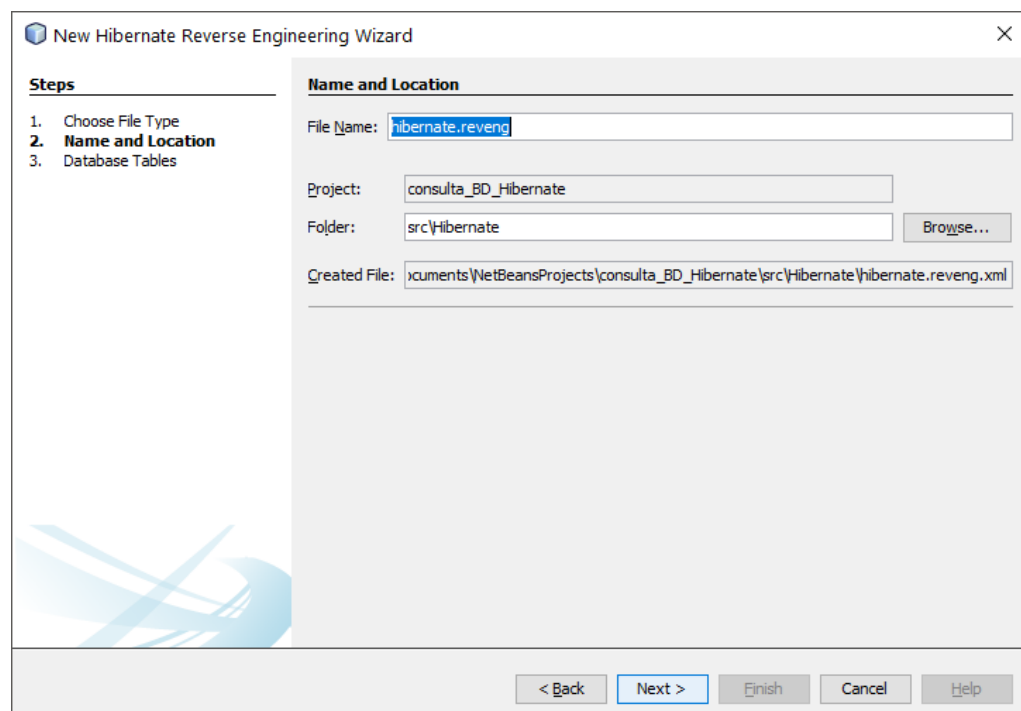 New Hibernate Reverse Engineering Wizard
Steps
1. Choose File Type
2. Name and Location
3. Database Tables
Name and Location
File Name: hibernate.reveng
Project: consulta_BD_Hibernate
Folder: src\Hibernate Browse...
Created File: ocuments\NetBeansProjects\consulta_BD_Hibernate\src\Hibernate\hibernate.reveng.xml
< Back Next > Finish Cancel Help